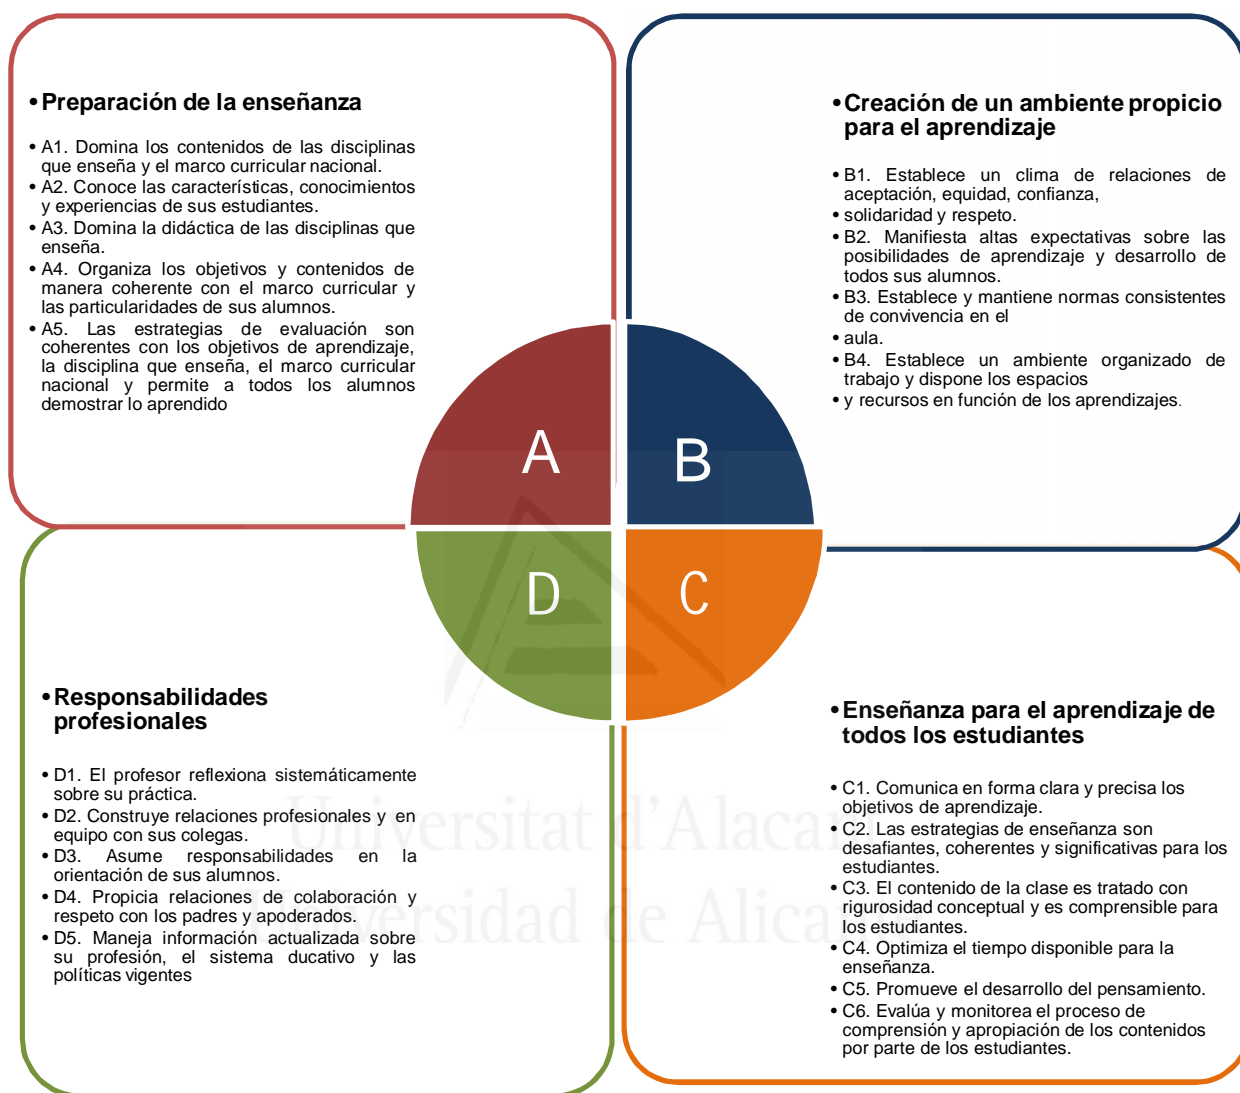 • Preparación de la enseñanza
• A1. Domina los contenidos de las disciplinas
que enseña y el marco curricular nacional.
• A2. Conoce las características, conocimientos
y experiencias de sus estudiantes.
• A3. Domina la didáctica de las disciplinas que
enseña.
• A4. Organiza los objetivos y contenidos de
manera coherente con el marco curricular y
las particularidades de sus alumnos.
• A5. Las estrategias de evaluación son
coherentes con los objetivos de aprendizaje,
la disciplina que enseña, el marco curricular
nacional y permite a todos los alumnos
demostrar lo aprendido
• Creación de un ambiente propicio
para el aprendizaje
• B1. Establece un clima de relaciones de
aceptación, equidad, confianza,
• solidaridad y respeto.
• B2. Manifiesta altas expectativas sobre las
posibilidades de aprendizaje y desarrollo de
todos sus alumnos.
• B3. Establece y mantiene normas consistentes
de convivencia en el
• aula.
• B4. Establece un ambiente organizado de
trabajo y dispone los espacios
• y recursos en función de los aprendizajes.
A
B
D
C
• Responsabilidades
profesionales
• D1. El profesor reflexiona sistemáticamente
sobre su práctica.
• D2. Construye relaciones profesionales y en
equipo con sus colegas.
• D3. Asume responsabilidades en la
orientación de sus alumnos.
• D4. Propicia relaciones de colaboración y
respeto con los padres y apoderados.
• D5. Maneja información actualizada sobre
su profesión, el sistema ducativo y las
políticas vigentes
• Enseñanza para el aprendizaje de
todos los estudiantes
• C1. Comunica en forma clara y precisa los
objetivos de aprendizaje.
• C2. Las estrategias de enseñanza son
desafiantes, coherentes y significativas para los
estudiantes.
• C3. El contenido de la clase es tratado con
rigurosidad conceptual y es comprensible para
los estudiantes.
• C4. Optimiza el tiempo disponible para la
enseñanza.
• C5. Promueve el desarrollo del pensamiento.
• C6. Evalúa y monitorea el proceso de
comprensión y apropiación de los contenidos
por parte de los estudiantes.
Universitat d'Alacant
Universidad de Alicante